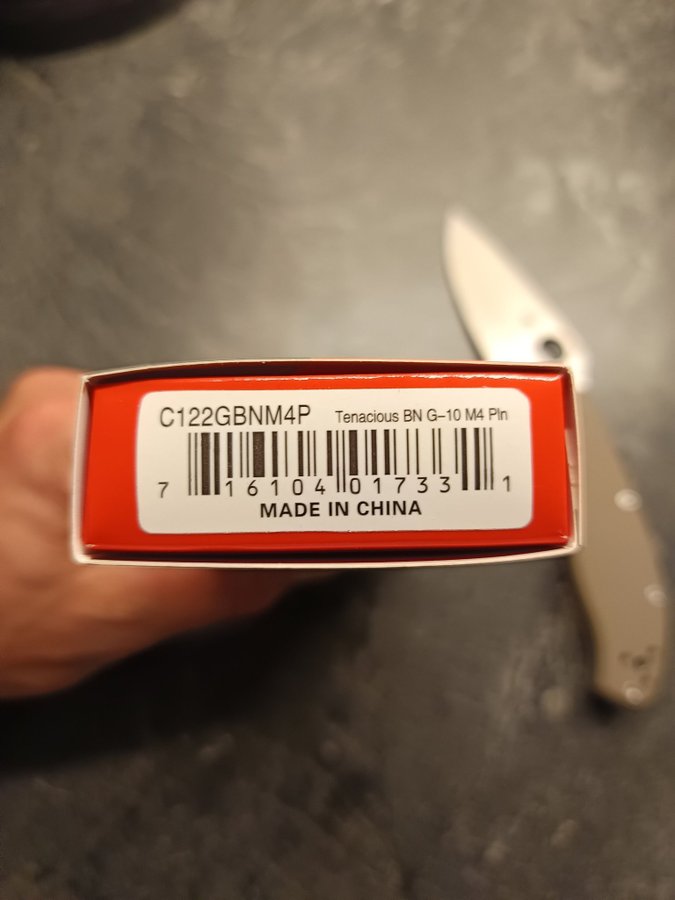 C122GBNM4P Tenacious BN G-10 M4 Pln
7 16104 01733 1
MADE IN CHINA